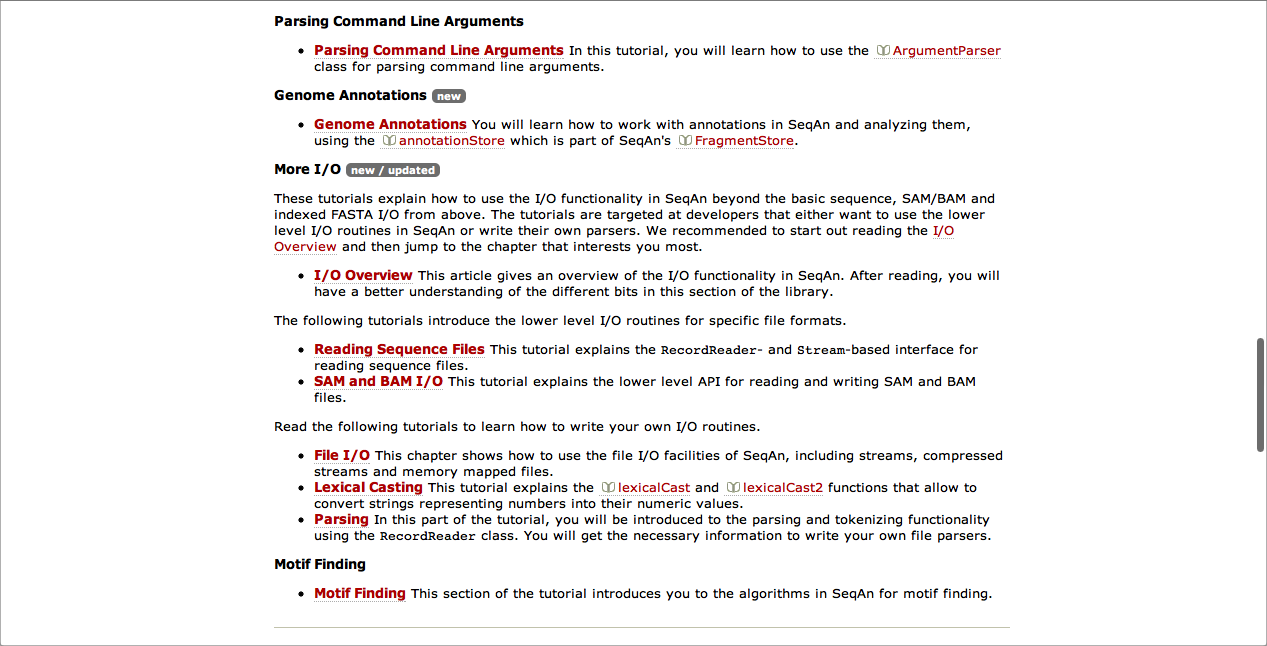 Parsing Command Line Arguments
Parsing Command Line Arguments In this tutorial, you will learn how to use the ArgumentParser
class for parsing command line arguments.
Genome Annotations new
Genome Annotations You will learn how to work with annotations in SeqAn and analyzing them,
using the annotationStore which is part of SeqAn's FragmentStore.
More I/O new / updated
These tutorials explain how to use the I/O functionality in SeqAn beyond the basic sequence, SAM/BAM and
indexed FASTA I/O from above. The tutorials are targeted at developers that either want to use the lower
level I/O routines in SeqAn or write their own parsers. We recommended to start out reading the I/O
Overview and then jump to the chapter that interests you most.
I/O Overview This article gives an overview of the I/O functionality in SeqAn. After reading, you will
have a better understanding of the different bits in this section of the library.
The following tutorials introduce the lower level I/O routines for specific file formats.
Reading Sequence Files This tutorial explains the RecordReader- and Stream-based interface for
reading sequence files.
SAM and BAM I/O This tutorial explains the lower level API for reading and writing SAM and BAM
files.
Read the following tutorials to learn how to write your own I/O routines.
File I/O This chapter shows how to use the file I/O facilities of SeqAn, including streams, compressed
streams and memory mapped files.
Lexical Casting This tutorial explains the lexicalCast and lexicalCast2 functions that allow to
convert strings representing numbers into their numeric values.
Parsing In this part of the tutorial, you will be introduced to the parsing and tokenizing functionality
using the RecordReader class. You will get the necessary information to write your own file parsers.
Motif Finding
Motif Finding This section of the tutorial introduces you to the algorithms in SeqAn for motif finding.